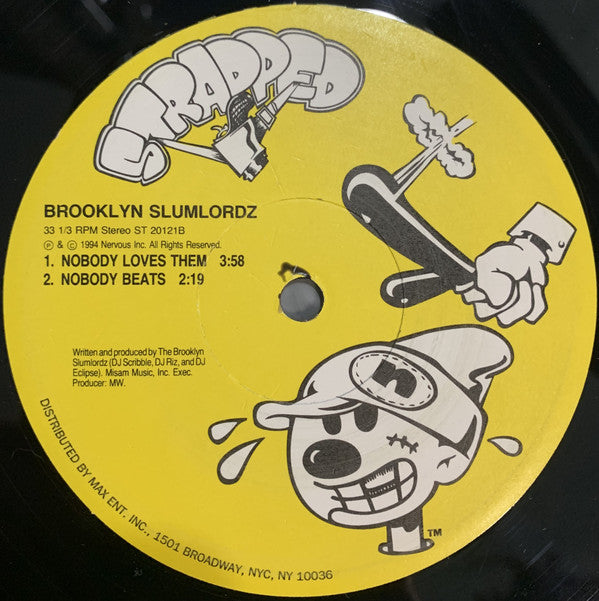 STRAPPED
BROOKLYN SLUMLORDZ
33 1/3 RPM Stereo ST 20121B
℗ & © 1994 Nervous Inc. All Rights Reserved.
1. NOBODY LOVES THEM 3:58
2. NOBODY BEATS 2:19
Written and produced by The Brooklyn
Slumlordz (DJ Scribble, DJ Riz, and DJ
Eclipse). Misam Music, Inc. Exec.
Producer: MW.
n
TM
DISTRIBUTED BY MAX ENT. INC., 1501 BROADWAY, NYC, NY 10036